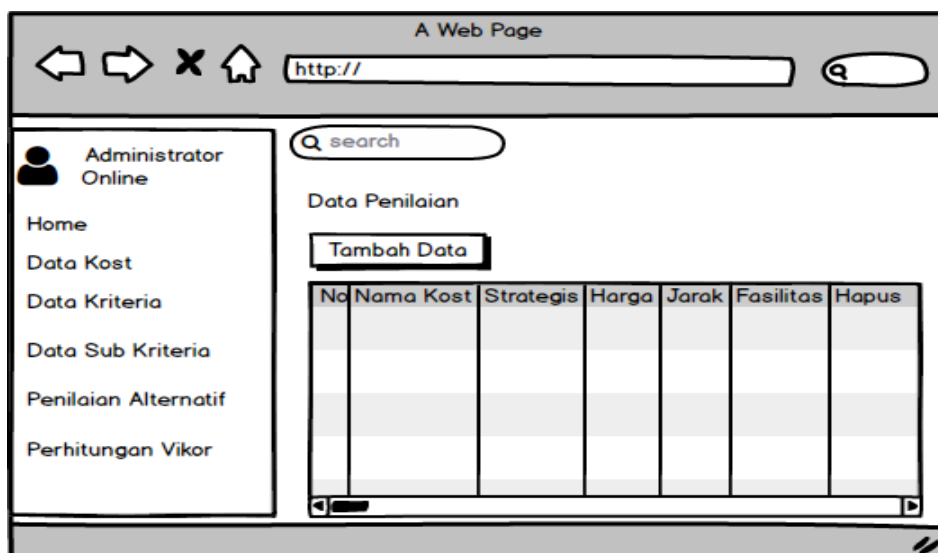 A Web Page
http://
Administrator
Online
Home
Data Kost
Data Kriteria
Data Sub Kriteria
Penilaian Alternatif
Perhitungan Vikor
search
Data Penilaian
Tambah Data
No Nama Kost Strategis Harga Jarak Fasilitas Hapus